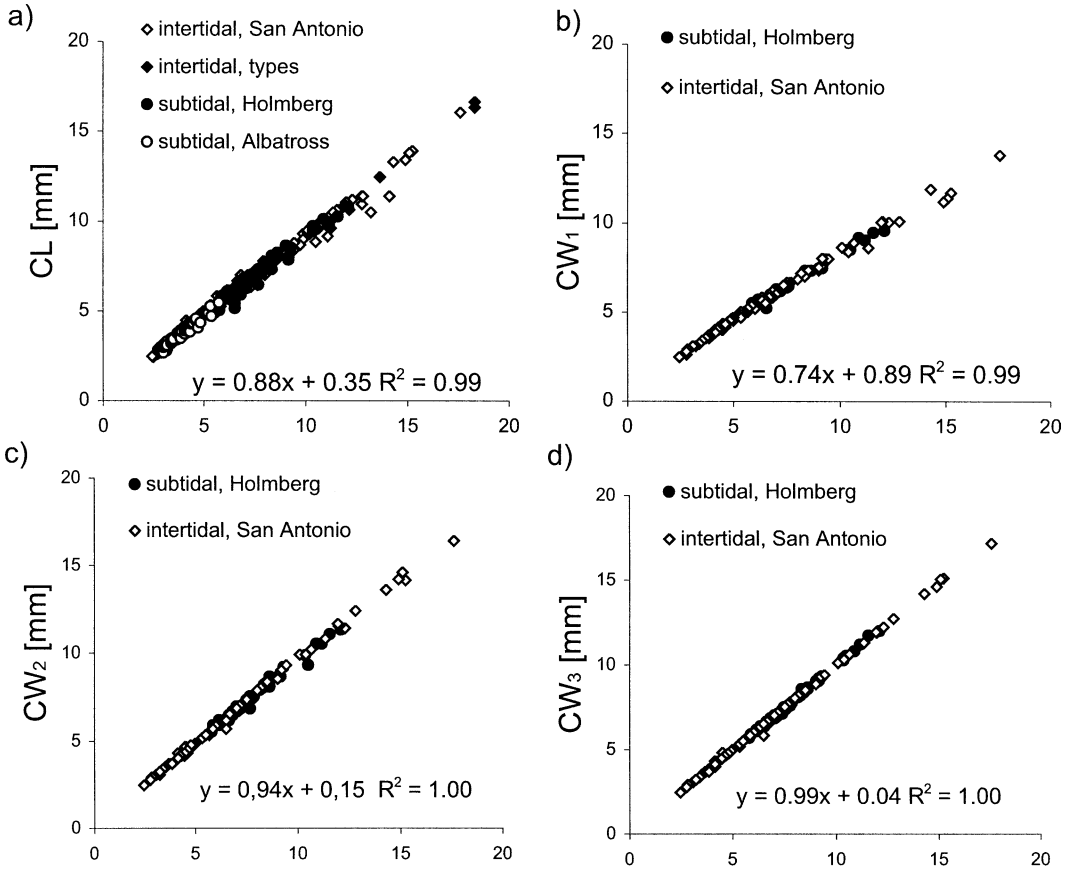 a)
20
15
10
5
0
CL [mm]
intertidal, San Antonio
intertidal, types
subtidal, Holmberg
subtidal, Albatross
y = 0.88x + 0.35 R² = 0.99
0 5 10 15 20
b)
20
15
10
5
0
CW₁ [mm]
subtidal, Holmberg
intertidal, San Antonio
y = 0.74x + 0.89 R² = 0.99
0 5 10 15 20
c)
20
15
10
5
0
CW₂ [mm]
subtidal, Holmberg
intertidal, San Antonio
y = 0,94x + 0,15 R² = 1.00
0 5 10 15 20
d)
20
15
10
5
0
CW₃ [mm]
subtidal, Holmberg
intertidal, San Antonio
y = 0.99x + 0.04 R² = 1.00
0 5 10 15 20